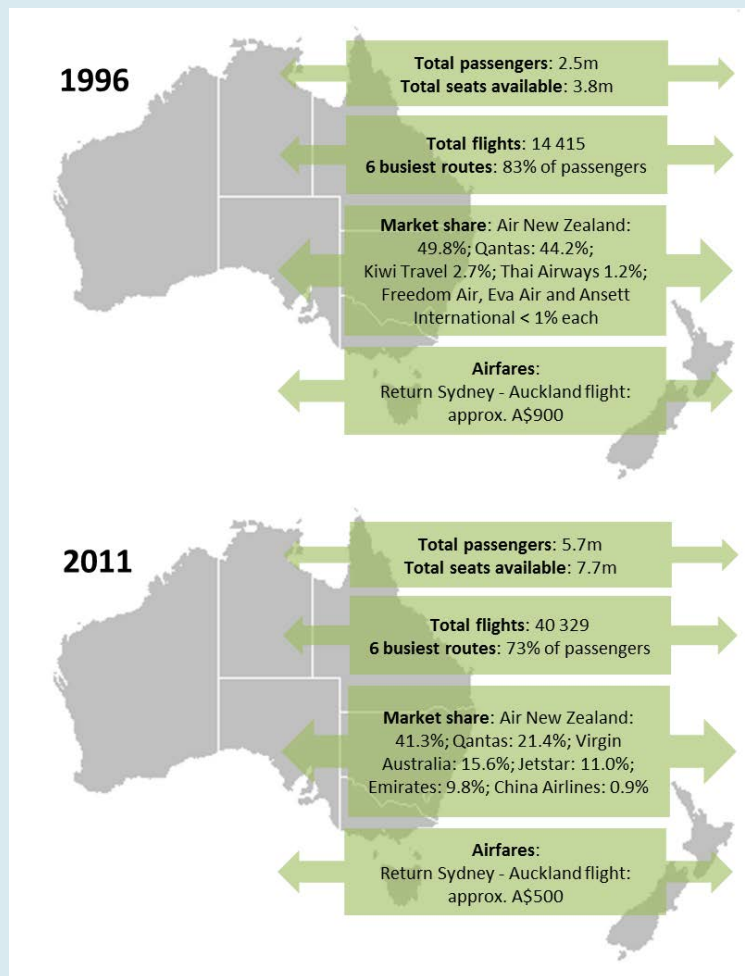 1996
Total passengers: 2.5m
Total seats available: 3.8m
Total flights: 14 415
6 busiest routes: 83% of passengers
Market share: Air New Zealand:
49.8%; Qantas: 44.2%;
Kiwi Travel 2.7%; Thai Airways 1.2%;
Freedom Air, Eva Air and Ansett
International < 1% each
Airfares:
Return Sydney - Auckland flight:
approx. A$900
2011
Total passengers: 5.7m
Total seats available: 7.7m
Total flights: 40 329
6 busiest routes: 73% of passengers
Market share: Air New Zealand:
41.3%; Qantas: 21.4%; Virgin
Australia: 15.6%; Jetstar: 11.0%;
Emirates: 9.8%; China Airlines: 0.9%
Airfares:
Return Sydney - Auckland flight:
approx. A$500